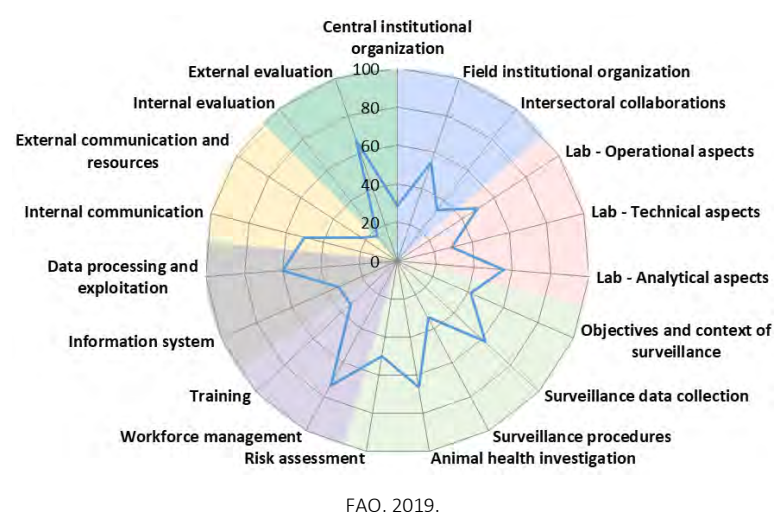 Central institutional
organization
External evaluation
Field institutional organization
Internal evaluation
Intersectoral collaborations
External communication and
resources
Lab - Operational aspects
Internal communication
Lab - Technical aspects
Data processing and
exploitation
Lab - Analytical aspects
Information system
Objectives and context of
surveillance
Training
Surveillance data collection
Workforce management
Surveillance procedures
Risk assessment
Animal health investigation
100
80
60
40
20
0
FAO. 2019.